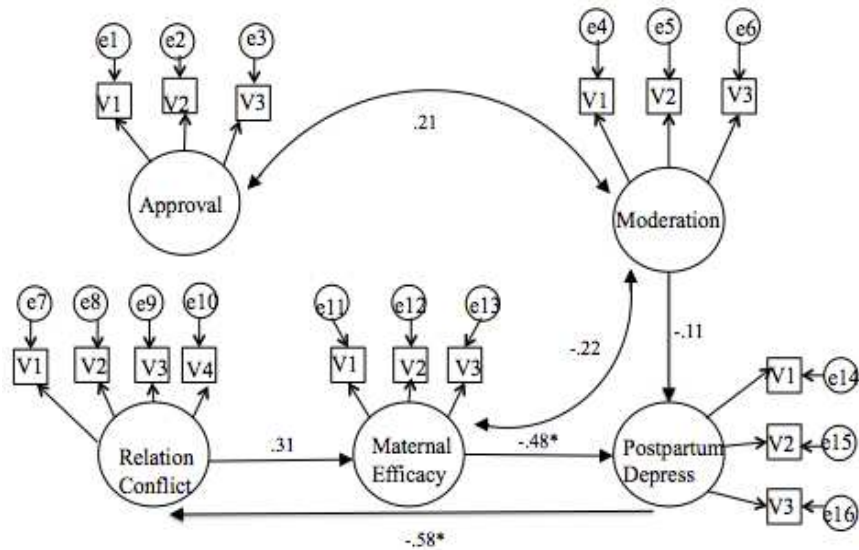 e1 e2 e3 e4 e5 e6
V1 V2 V3 V1 V2 V3
.21
Approval
Moderation
e7 e8 e9 e10 e11 e12 e13
V1 V2 V3 V4 V1 V2 V3
-.22
-.11
V1 e14
Relation
Conflict
.31
Maternal
Efficacy
-.48*
Postpartum
Depress
V2 e15
V3 e16
-.58*